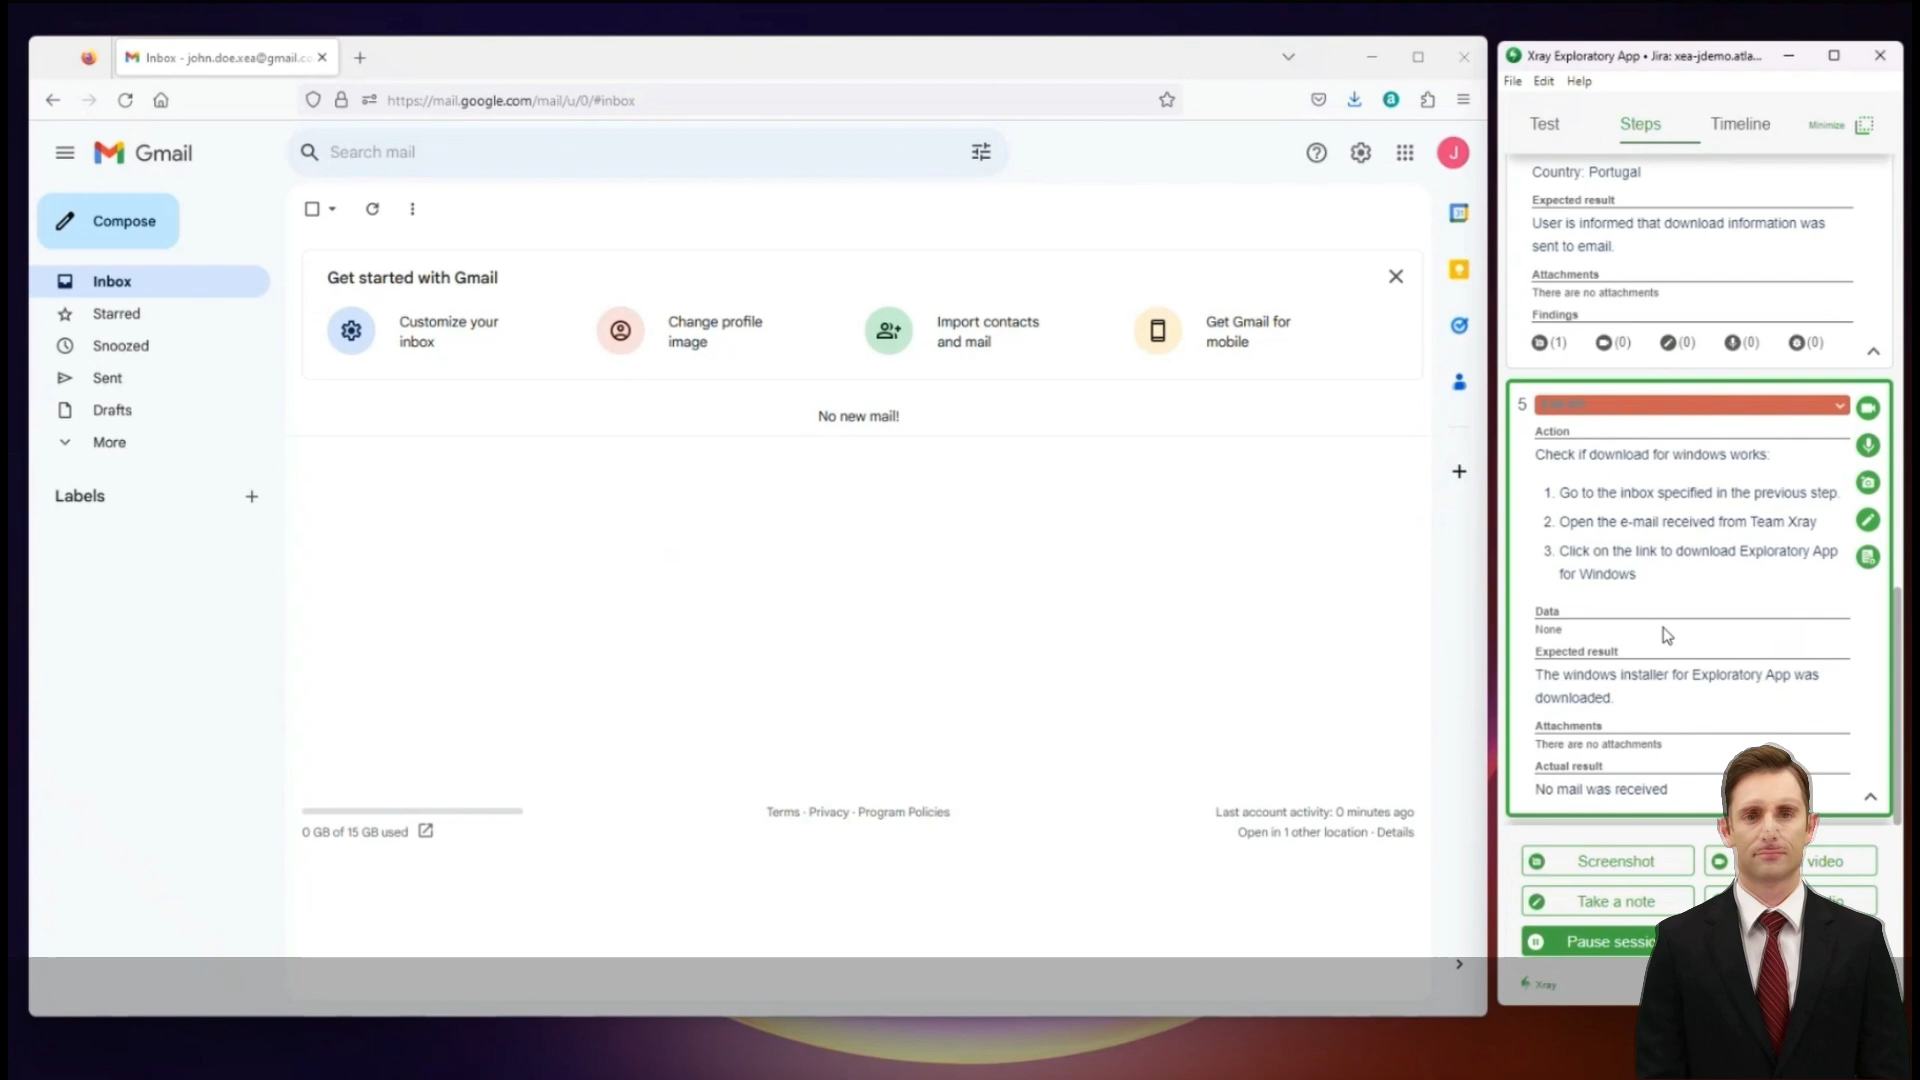 Inbox - john.doe.xea@gmail.co
https://mail.google.com/mail/u/0/#inbox
Gmail
Search mail
J
Compose
Inbox
Starred
Snoozed
Sent
Drafts
More
Labels
Get started with Gmail
Customize your
inbox
Change profile
image
Import contacts
and mail
Get Gmail for
mobile
No new mail!
0 GB of 15 GB used
Terms · Privacy · Program Policies
Last account activity: 0 minutes ago
Open in 1 other location · Details
31
a
Xray Exploratory App • Jira: xea-jdemo.atla...
File Edit Help
Test Steps Timeline Minimize
Country: Portugal
Expected result
User is informed that download information was
sent to email.
Attachments
There are no attachments
Findings
(1) (0) (0) (0) (0)
5
Action
Check if download for windows works:
1. Go to the inbox specified in the previous step.
2. Open the e-mail received from Team Xray
3. Click on the link to download Exploratory App
for Windows
Data
None
Expected result
The windows installer for Exploratory App was
downloaded.
Attachments
There are no attachments
Actual result
No mail was received
Screenshot
video
Take a note
Pause sessio
Xray